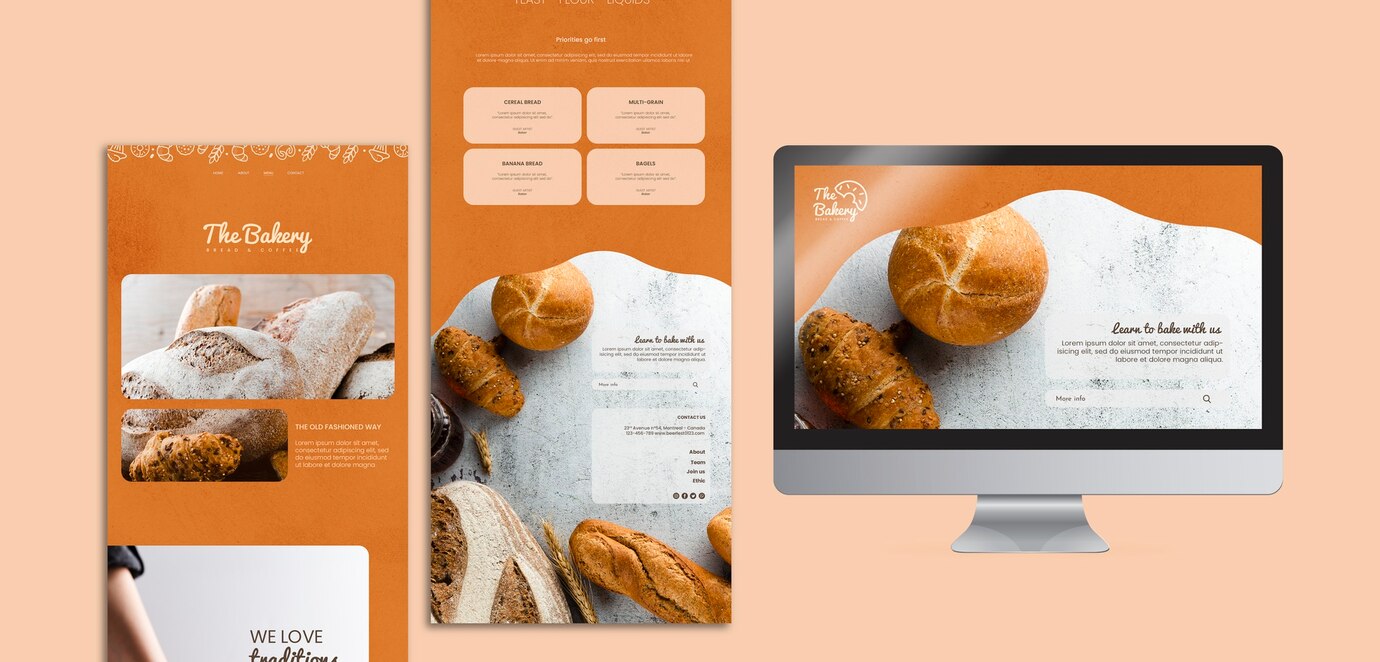 HOME ABOUT MENU CONTACT
The Bakery
BREAD & COFFEE
THE OLD FASHIONED WAY
Lorem ipsum dolor sit amet,
consectetur adipiscing elit, sed
do eiusmod tempor incididunt
ut labore et dolore magna
WE LOVE
traditions
YEAST FLOUR LIQUIDS
Priorities go first
Lorem ipsum dolor sit amet, consectetur adipiscing elit, sed do eiusmod tempor incididunt ut labore
et dolore magna aliqua. Ut enim ad minim veniam, quis nostrud exercitation ullamco laboris nisi ut
CEREAL BREAD
"Lorem ipsum dolor sit amet,
consectetur adipiscing elit sed do".
GUEST ARTIST
Baker
MULTI-GRAIN
"Lorem ipsum dolor sit amet,
consectetur adipiscing elit sed do".
GUEST ARTIST
Baker
BANANA BREAD
"Lorem ipsum dolor sit amet,
consectetur adipiscing elit sed do".
GUEST ARTIST
Baker
BAGELS
"Lorem ipsum dolor sit amet,
consectetur adipiscing elit sed do".
GUEST ARTIST
Baker
Learn to bake with us
Lorem ipsum dolor sit amet, consectetur adip-
isicing elit, sed do eiusmod tempor incididunt ut
labore et dolore magna aliqua.
More info
CONTACT US
23rd Avenue nº54, Montreal - Canada
123-456-789 www.beerfest0123.com
About
Team
Join us
Ethic
The
Bakery
BREAD & COFFEE
Learn to bake with us
Lorem ipsum dolor sit amet, consectetur adip-
isicing elit, sed do eiusmod tempor incididunt
ut labore et dolore magna aliqua.
More info